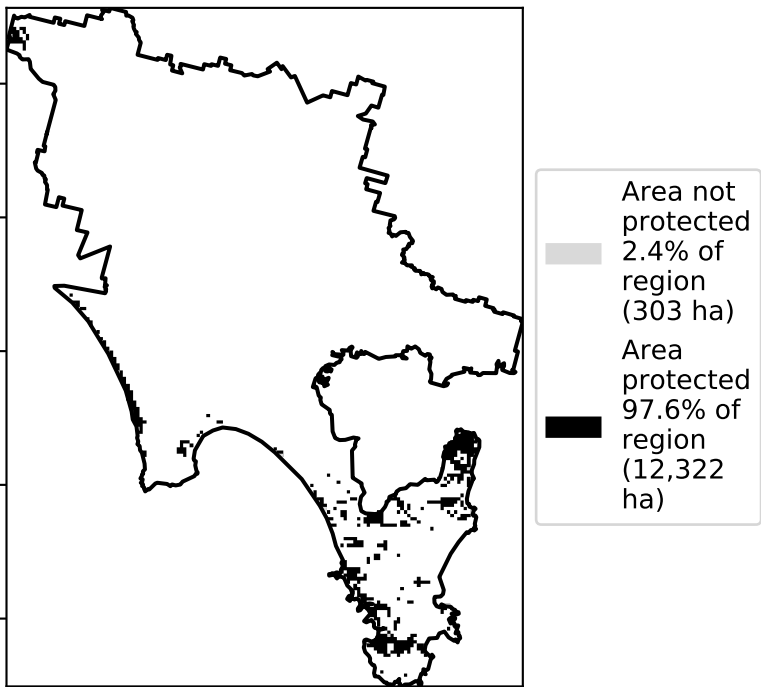 Area not
protected
2.4% of
region
(303 ha)
Area
protected
97.6% of
region
(12,322
ha)